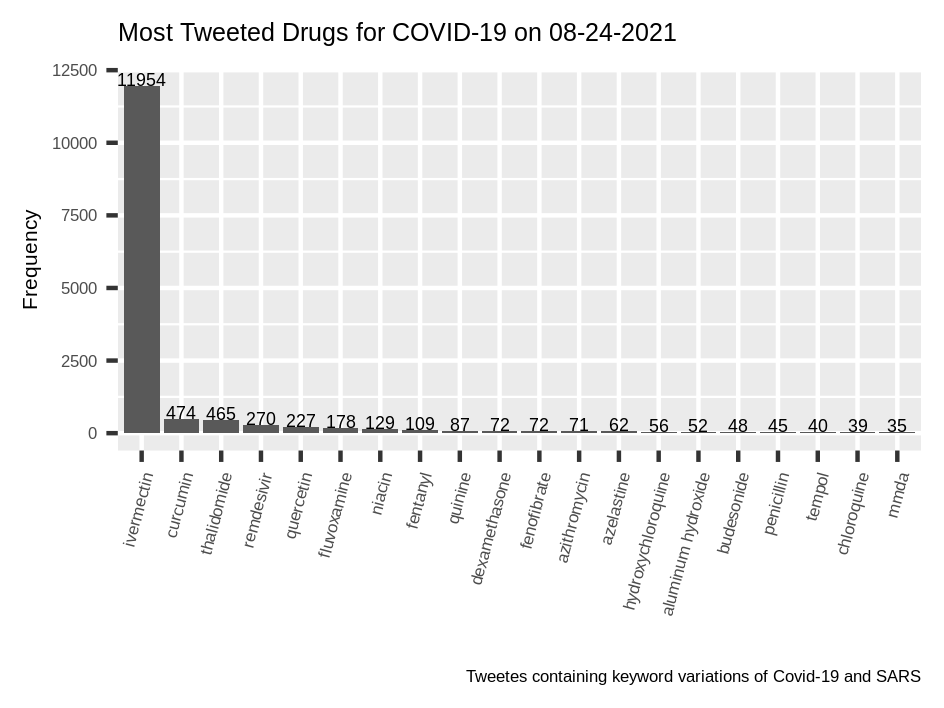 Most Tweeted Drugs for COVID-19 on 08-24-2021
Frequency
12500
10000
7500
5000
2500
0
11954
474
465
270
227
178
129
109
87
72
72
71
62
56
52
48
45
40
39
35
ivermectin
curcumin
thalidomide
remdesivir
quercetin
fluvoxamine
niacin
fentanyl
quinine
dexamethasone
fenofibrate
azithromycin
azelastine
hydroxychloroquine
aluminum hydroxide
budesonide
penicillin
tempol
chloroquine
mmda
Tweetes containing keyword variations of Covid-19 and SARS